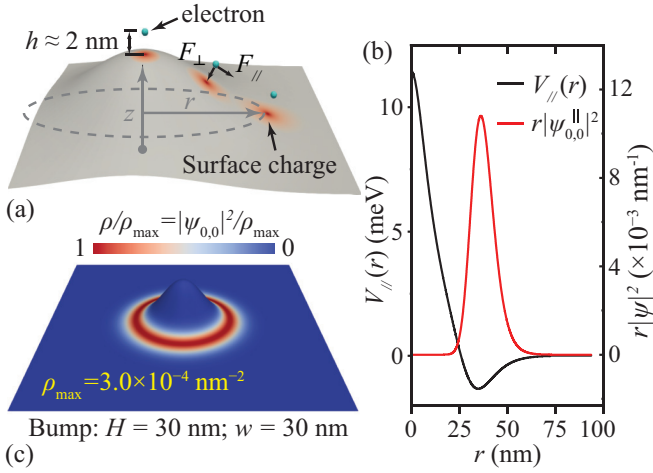 electron
h ≈ 2 nm
F⊥
F//
z
r
Surface charge
(a)
ρ/ρmax=|ψ0,0|²/ρmax
1
0
ρmax=3.0×10⁻⁴ nm⁻²
Bump: H = 30 nm; w = 30 nm
(c)
(b)
V//(r)
r|ψ∥0,0|²
10
5
0
V//(r) (meV)
12
8
4
0
r|ψ|² (×10⁻³ nm⁻¹)
0
25
50
75
100
r (nm)